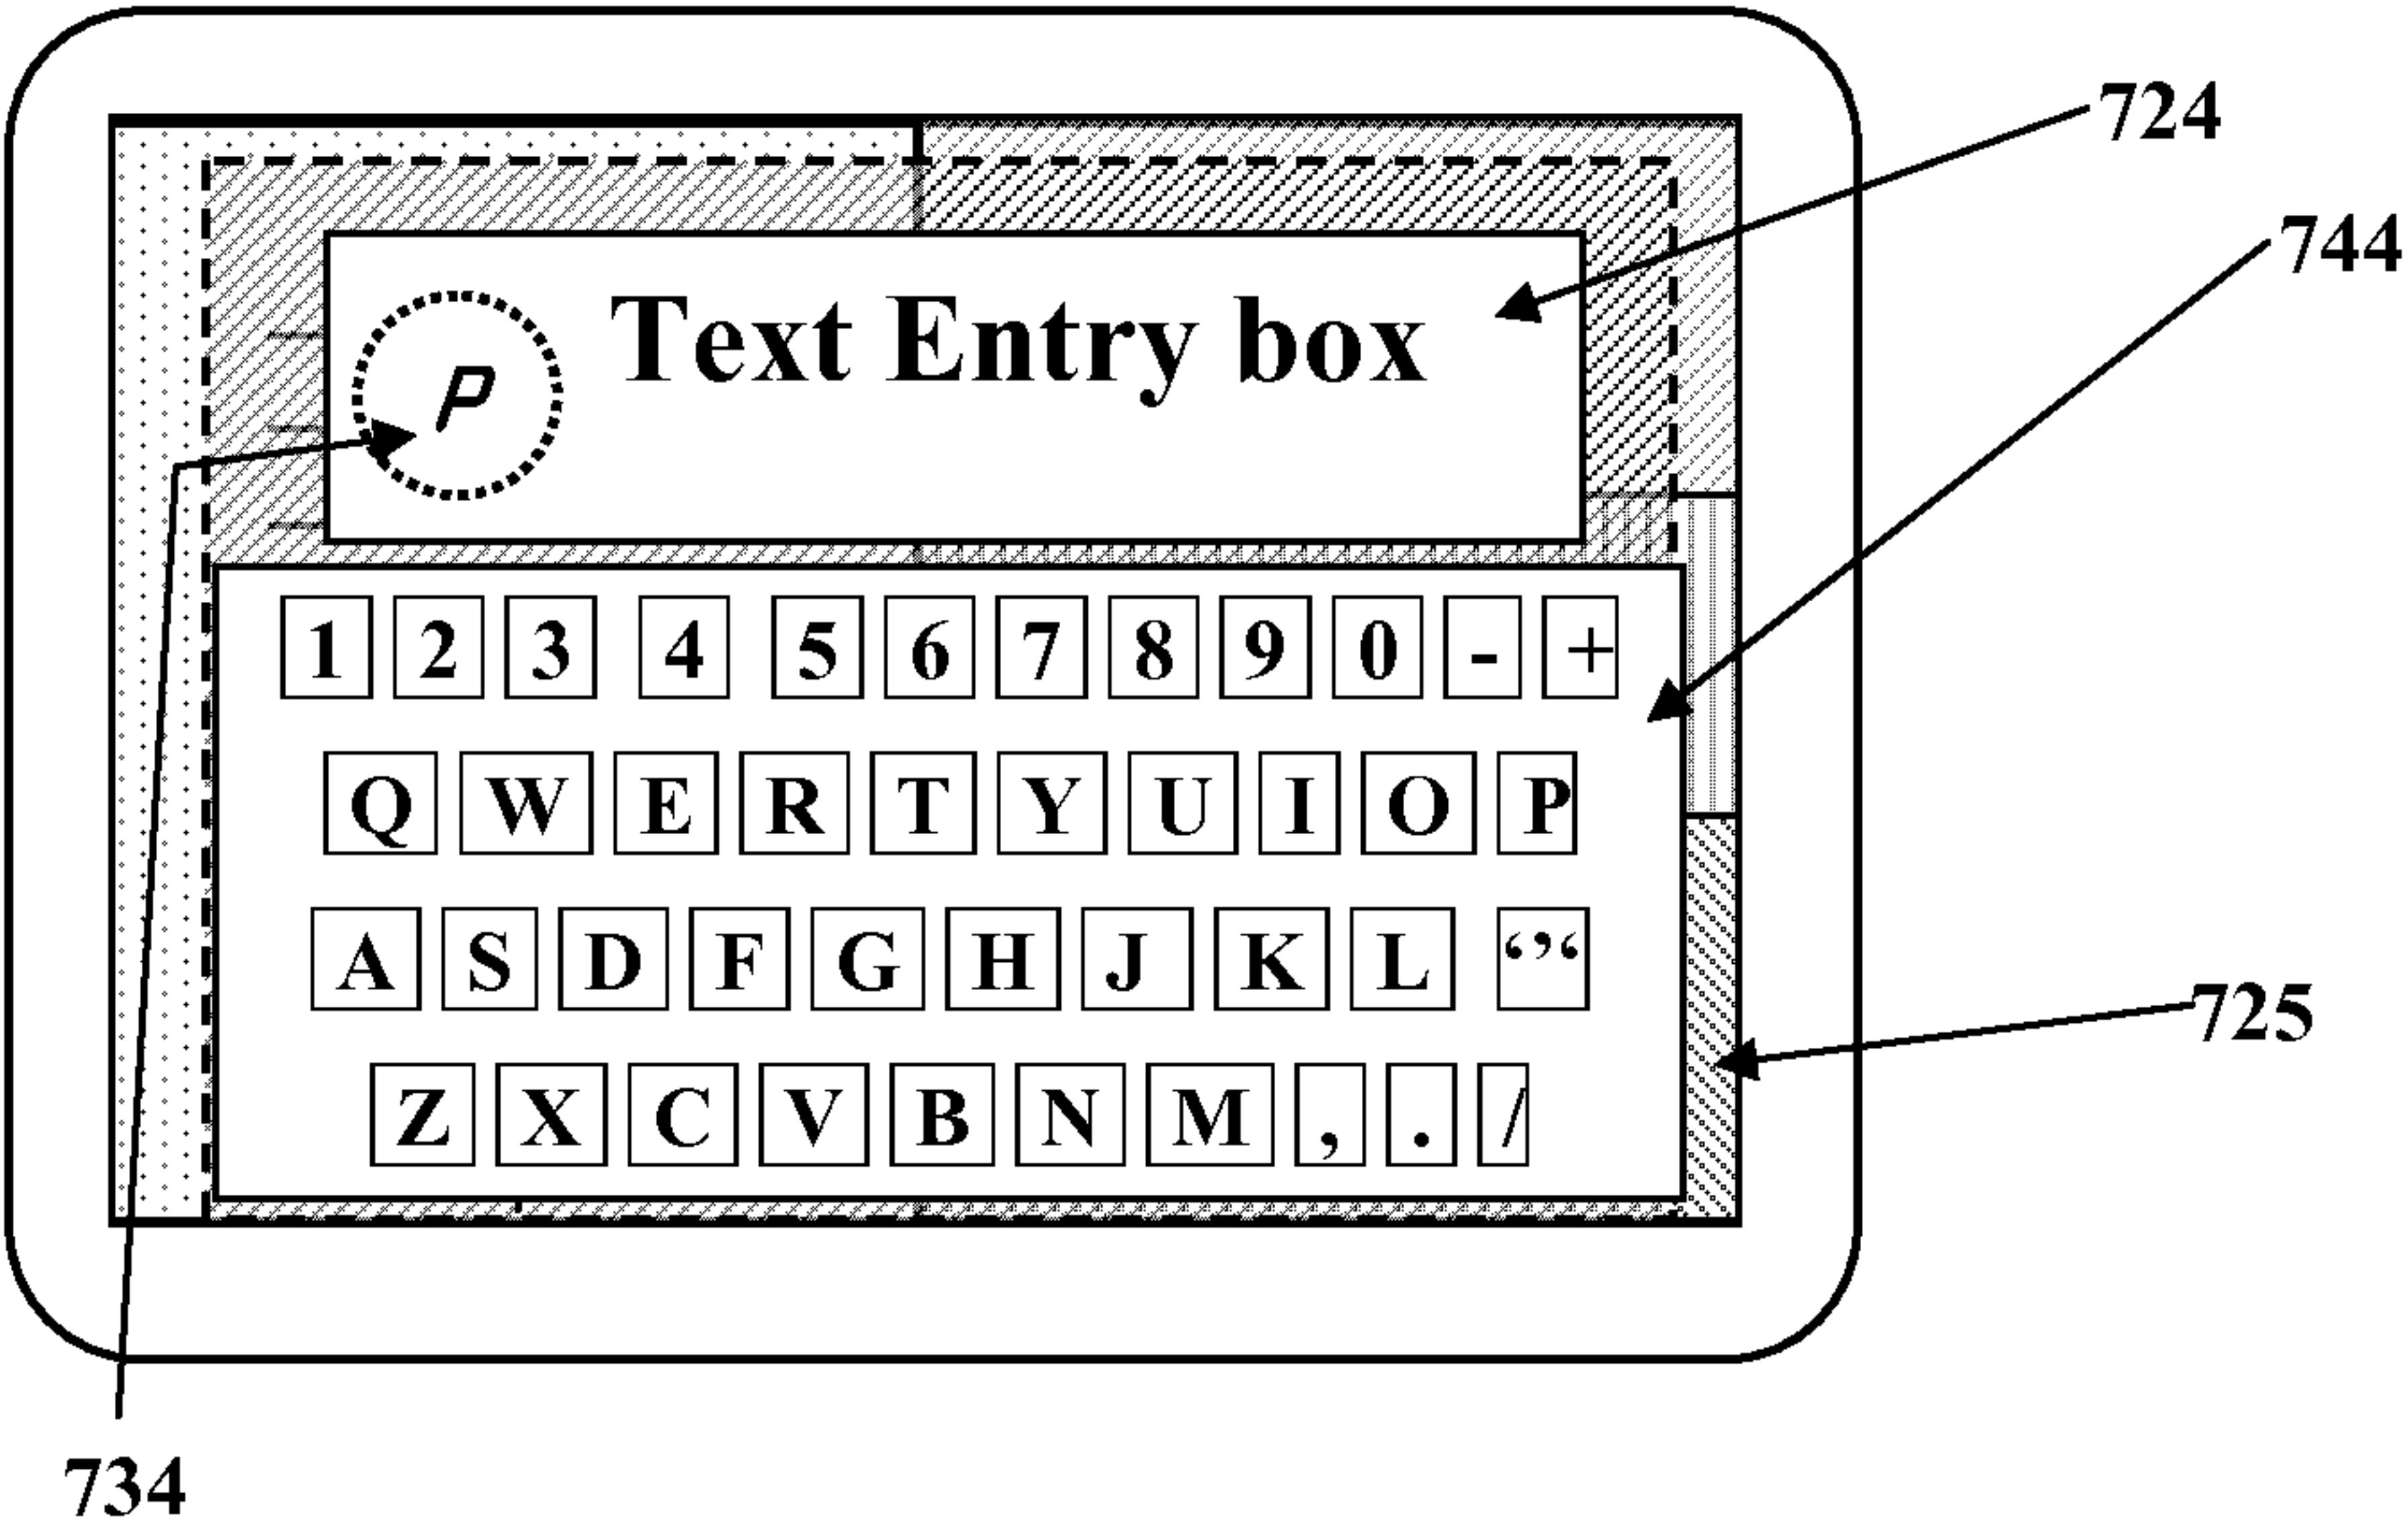 724
744
Text Entry box
P
1 2 3 4 5 6 7 8 9 0 - +
Q W E R T Y U I O P
A S D F G H J K L ‘’‘
Z X C V B N M , . /
725
734